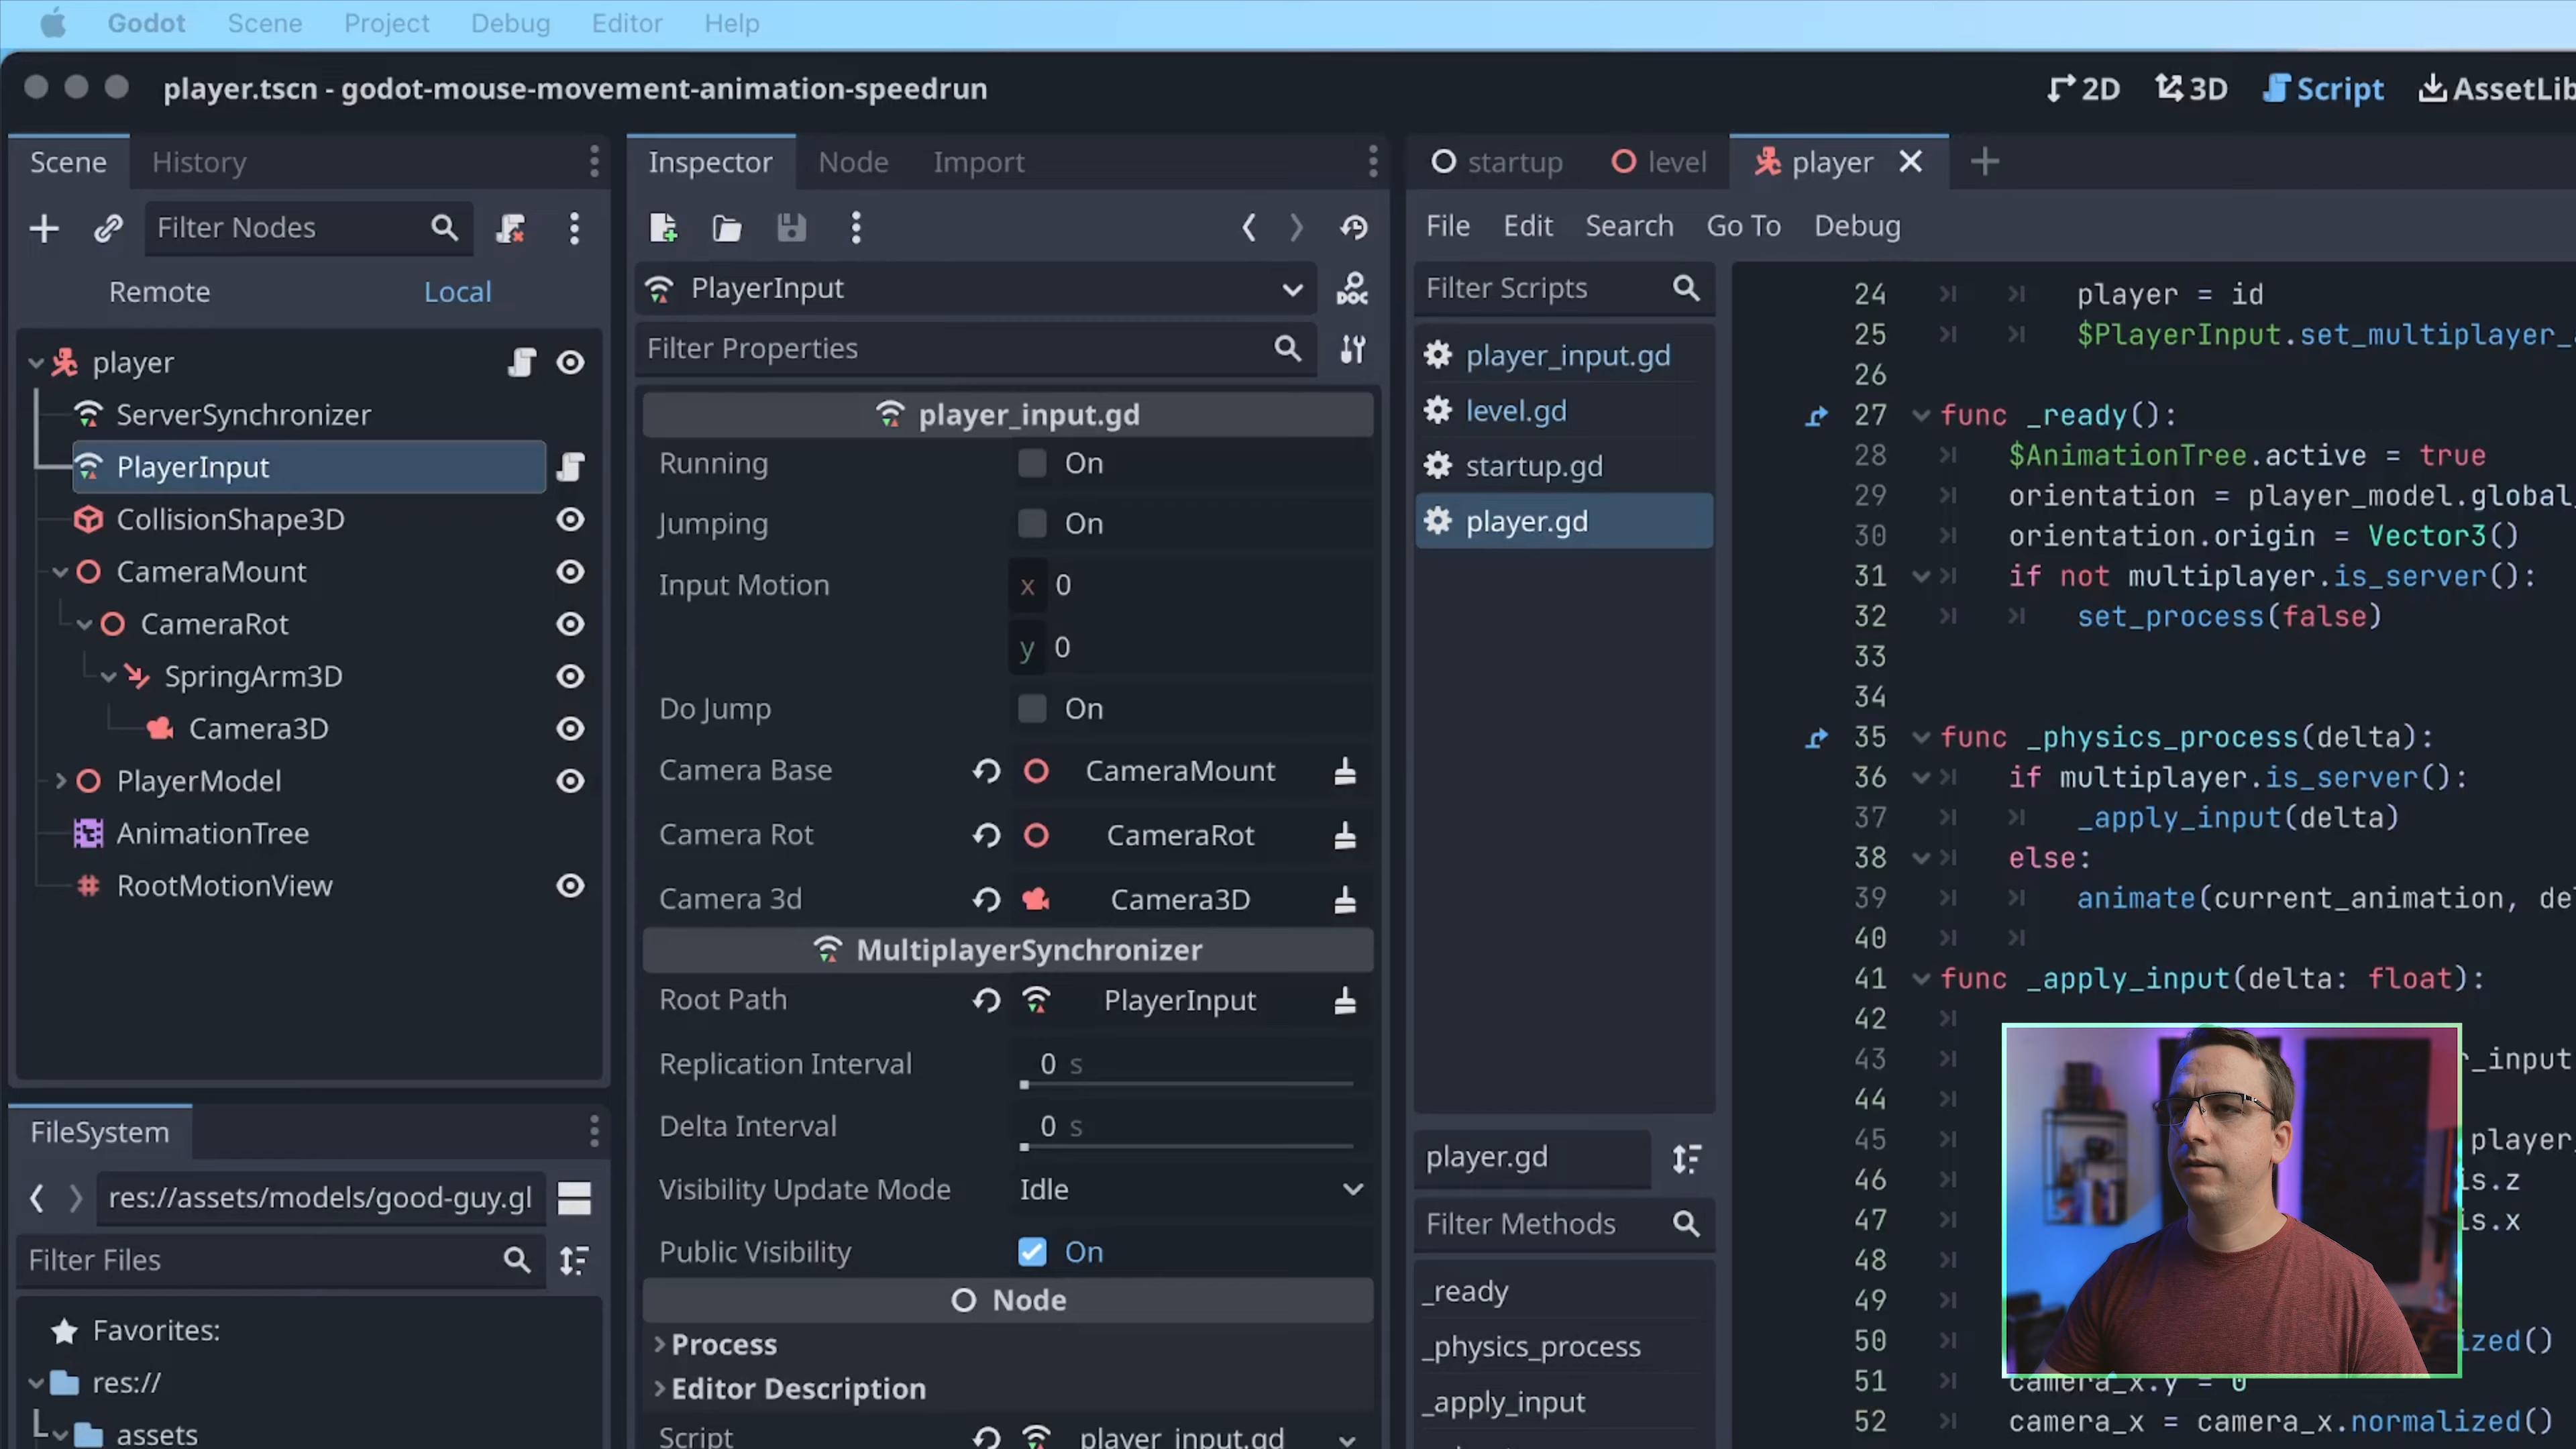 Godot Scene Project Debug Editor Help
player.tscn - godot-mouse-movement-animation-speedrun
2D 3D Script AssetLib
Scene History
Filter Nodes
Remote Local
player
ServerSynchronizer
PlayerInput
CollisionShape3D
CameraMount
CameraRot
SpringArm3D
Camera3D
PlayerModel
AnimationTree
RootMotionView
FileSystem
res://assets/models/good-guy.gl
Filter Files
Favorites:
res://
assets
Inspector Node Import
PlayerInput
DOC
Filter Properties
player_input.gd
Running On
Jumping On
Input Motion x 0
y 0
Do Jump On
Camera Base CameraMount
Camera Rot CameraRot
Camera 3d Camera3D
MultiplayerSynchronizer
Root Path PlayerInput
Replication Interval 0 s
Delta Interval 0 s
Visibility Update Mode Idle
Public Visibility On
Node
Process
Editor Description
Script player_input.gd
startup level player
File Edit Search Go To Debug
Filter Scripts
player_input.gd
level.gd
startup.gd
player.gd
player.gd
Filter Methods
_ready
_physics_process
_apply_input
24 player = id
25 $PlayerInput.set_multiplayer_
26
27 func _ready():
28 $AnimationTree.active = true
29 orientation = player_model.global_
30 orientation.origin = Vector3()
31 if not multiplayer.is_server():
32 set_process(false)
33
34
35 func _physics_process(delta):
36 if multiplayer.is_server():
37 _apply_input(delta)
38 else:
39 animate(current_animation, de
40
41 func _apply_input(delta: float):
42
43 _input
44
45 player_
46 is.z
47 is.x
48
49
50 ized()
51 camera_x.y = 0
52 camera_x = camera_x.normalized()